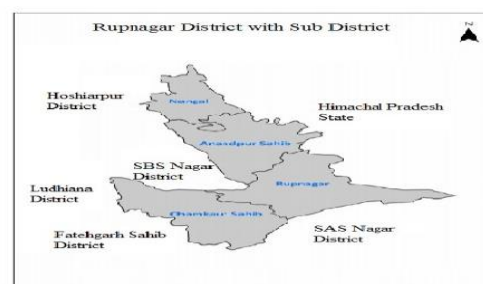 Rupnagar District with Sub District
N
Hoshiarpur
District
Nangal
Himachal Pradesh
State
Anandpur Sahib
SBS Nagar
District
Rupnagar
Ludhiana
District
Chamkaur Sahib
Fatehgarh Sahib
District
SAS Nagar
District